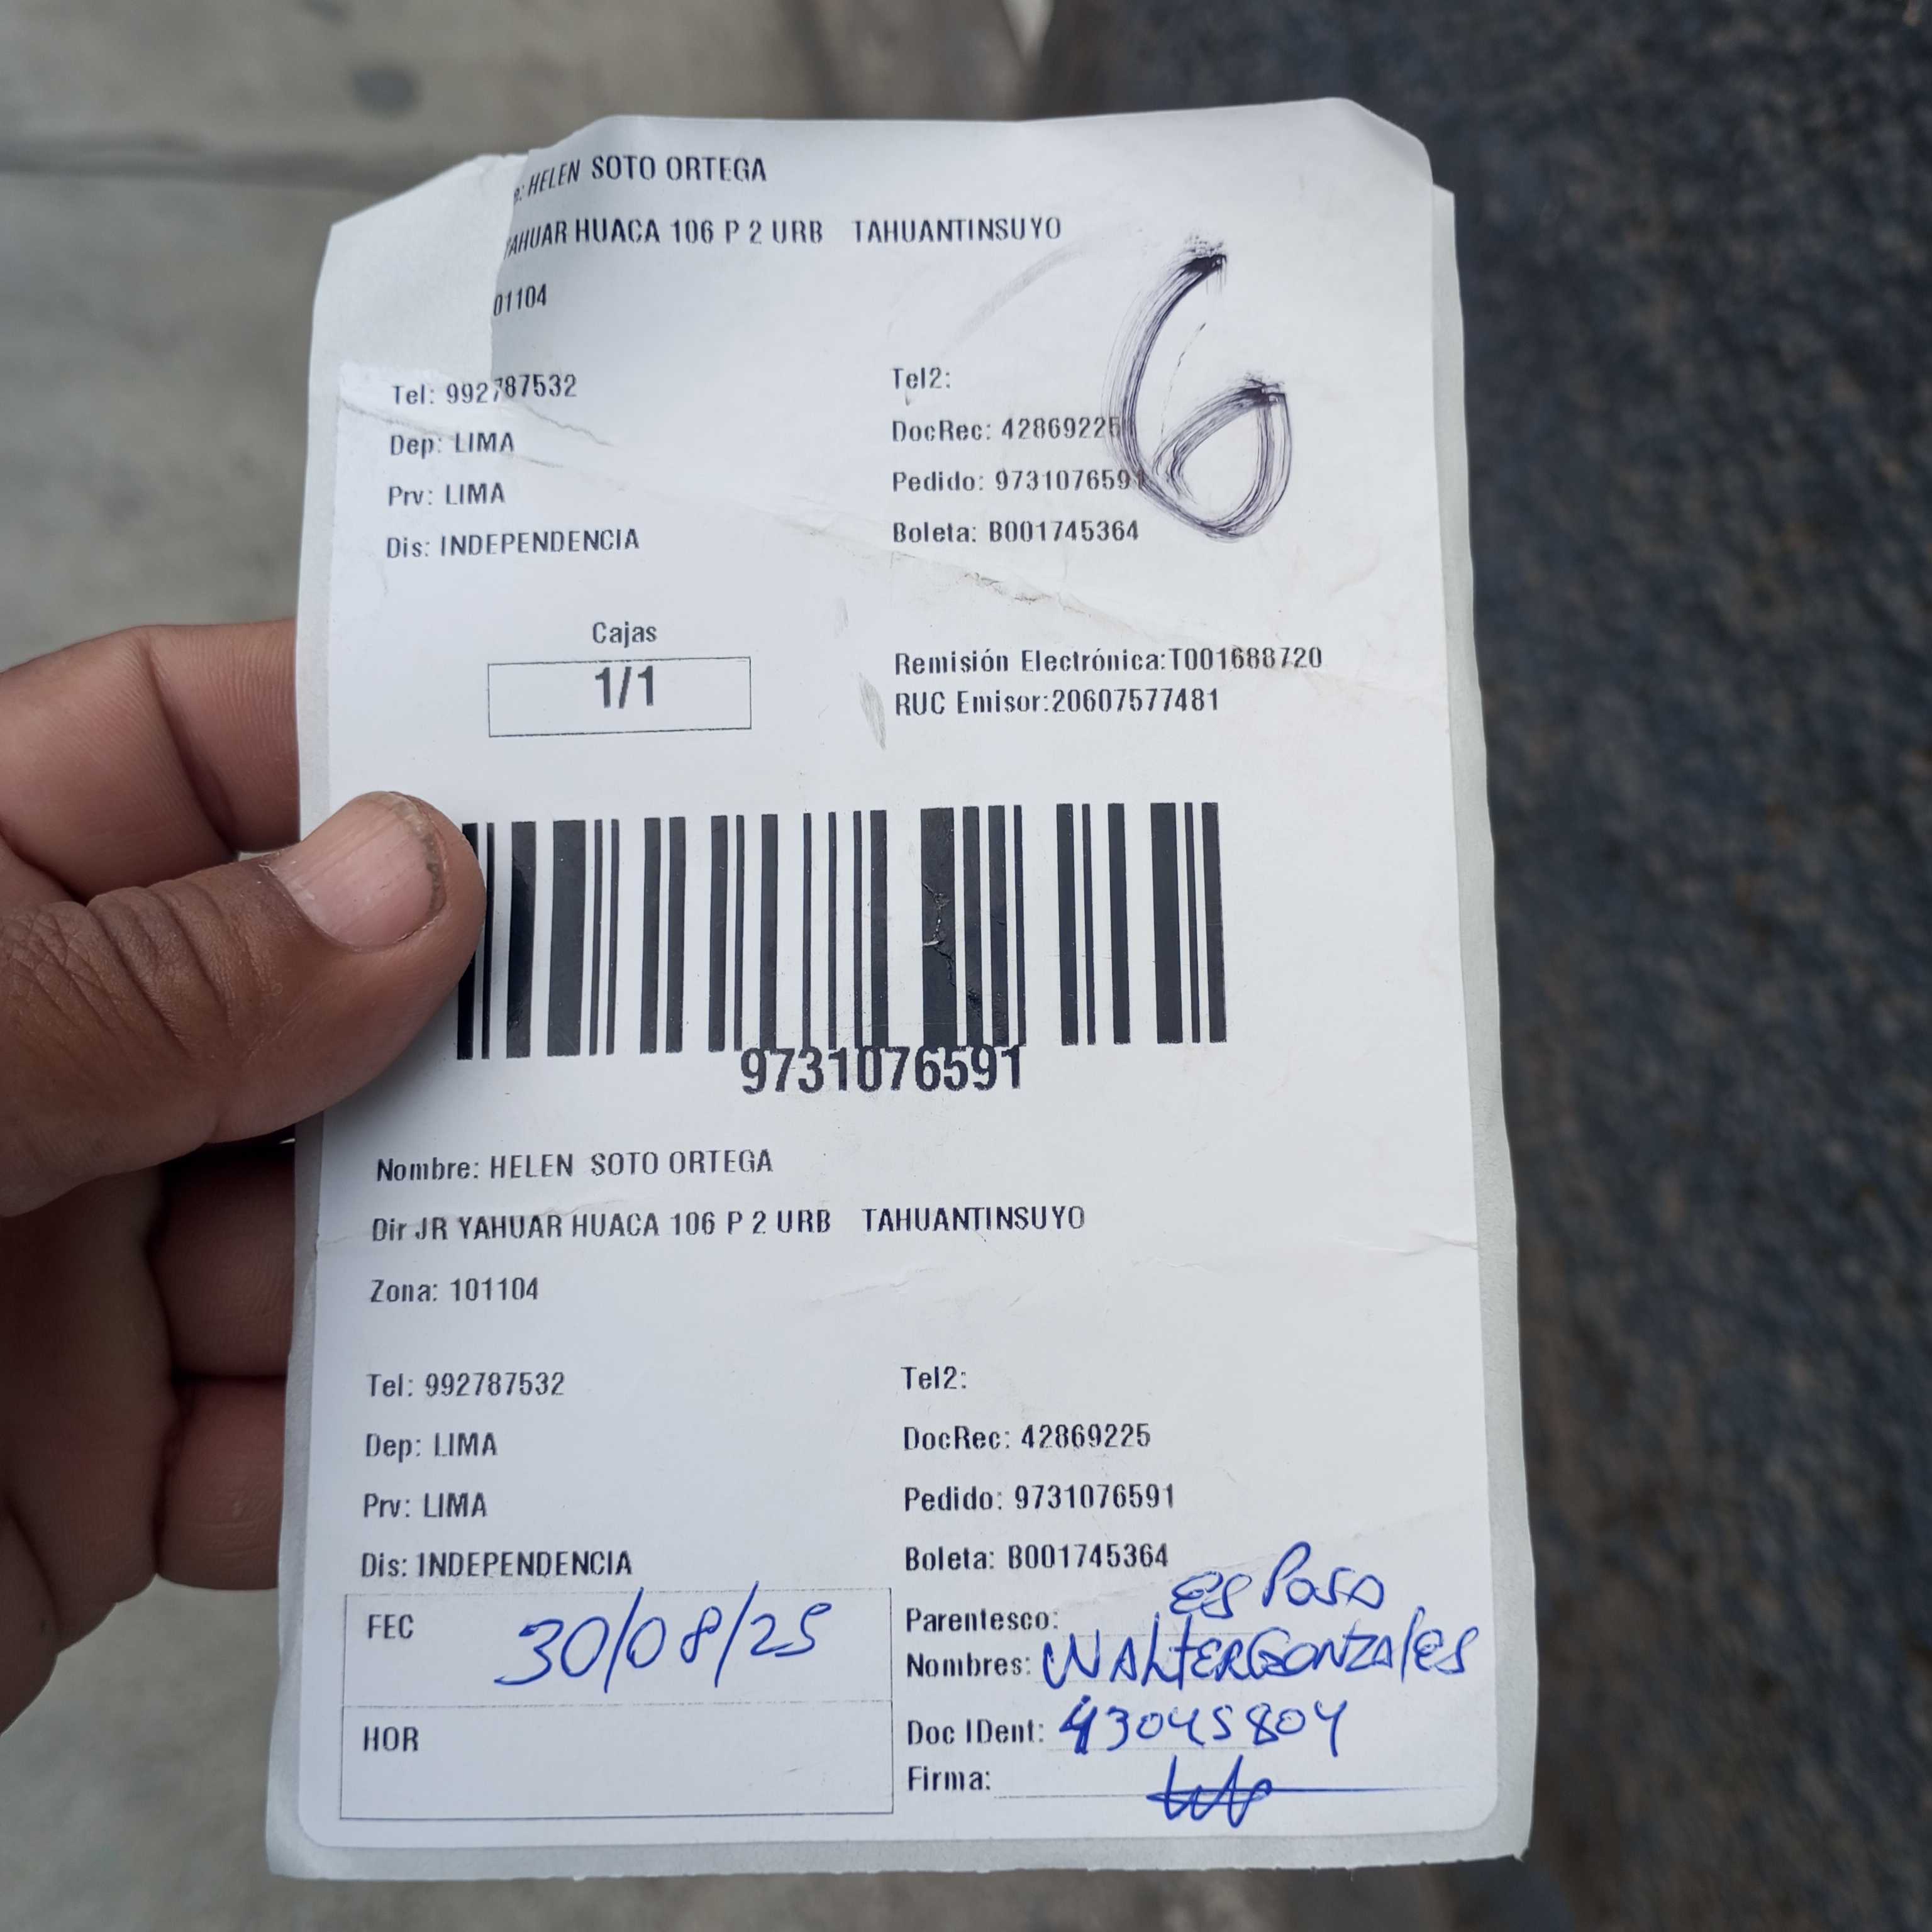 e: HELEN SOTO ORTEGA
YAHUAR HUACA 106 P 2 URB TAHUANTINSUYO
01104
Tel: 992787532
Tel2:
Dep: LIMA
DocRec: 42869225
Prv: LIMA
Pedido: 9731076591
Dis: INDEPENDENCIA
Boleta: B001745364
6
Cajas
1/1
Remisión Electrónica:T001688720
RUC Emisor:20607577481
9731076591
Nombre: HELEN SOTO ORTEGA
Dir JR YAHUAR HUACA 106 P 2 URB TAHUANTINSUYO
Zona: 101104
Tel: 992787532
Tel2:
Dep: LIMA
DocRec: 42869225
Prv: LIMA
Pedido: 9731076591
Dis: INDEPENDENCIA
Boleta: B001745364
FEC 30/08/25
Parentesco: esPoso
Nombres: WALTER GONZALES
HOR
Doc IDent: 43045804
Firma: